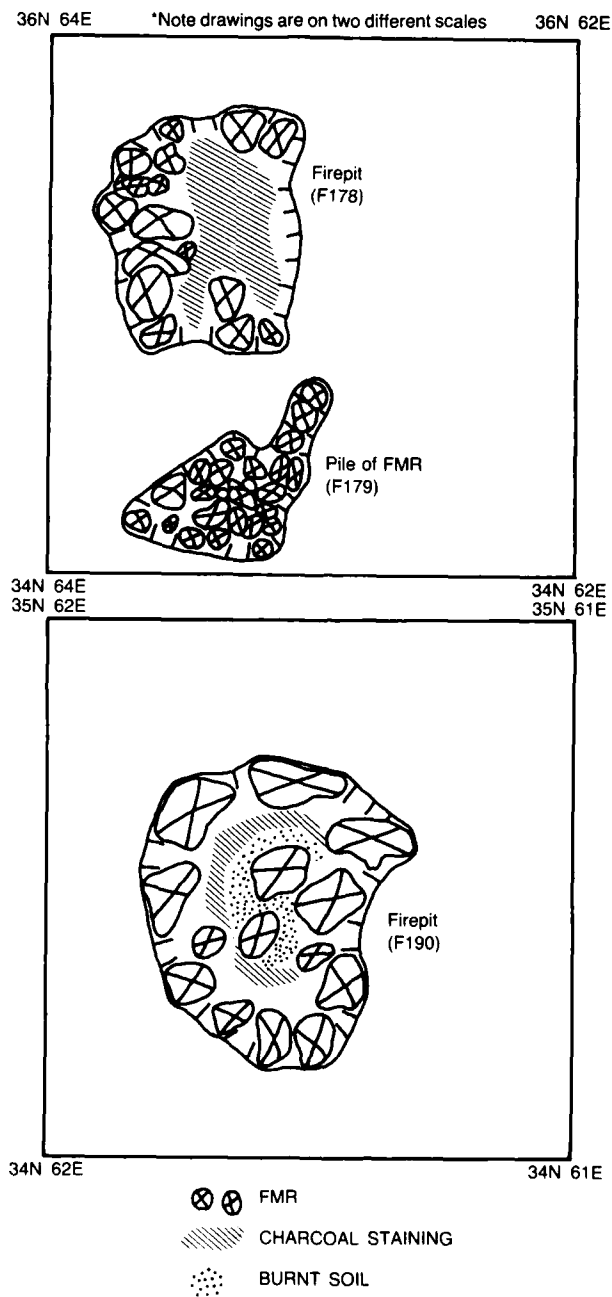 36N 64E *Note drawings are on two different scales 36N 62E
Firepit
(F178)
Pile of FMR
(F179)
34N 64E 34N 62E
35N 62E 35N 61E
Firepit
(F190)
34N 62E 34N 61E
FMR
CHARCOAL STAINING
BURNT SOIL